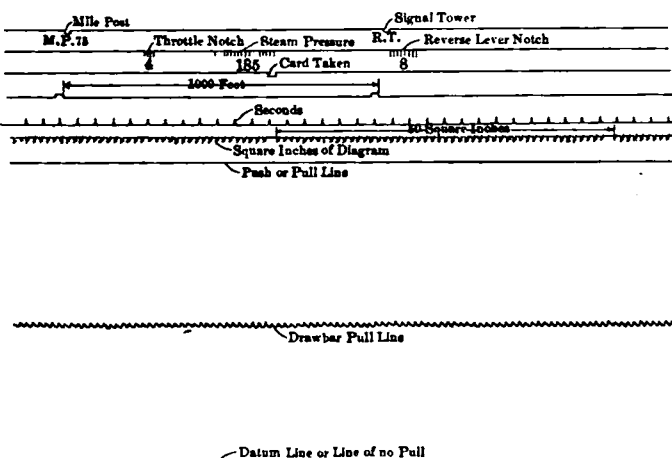 Mile Post
Signal Tower
M.P.78
Throttle Notch
Steam Pressure
R.T.
Reverse Lever Notch
4
185
Card Taken
8
1000 Feet
Seconds
50 Square Inches
Square Inches of Diagram
Push or Pull Line
Drawbar Pull Line
Datum Line or Line of no Pull